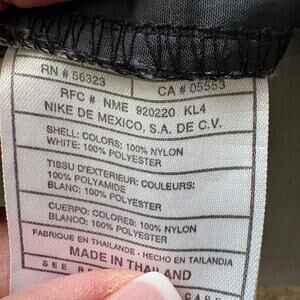 RN # 56323 CA # 05553
RFC # NME 920220 KL4
NIKE DE MEXICO, S.A. DE C.V.
SHELL: COLORS: 100% NYLON
WHITE: 100% POLYESTER
TISSU D'EXTERIEUR: COULEURS:
100% POLYAMIDE
BLANC: 100% POLYESTER
CUERPO: COLORES: 100% NYLON
BLANCO: 100% POLYESTER
FABRIQUE EN THAILANDE - HECHO EN TAILANDIA
MADE IN THAILAND
SEE